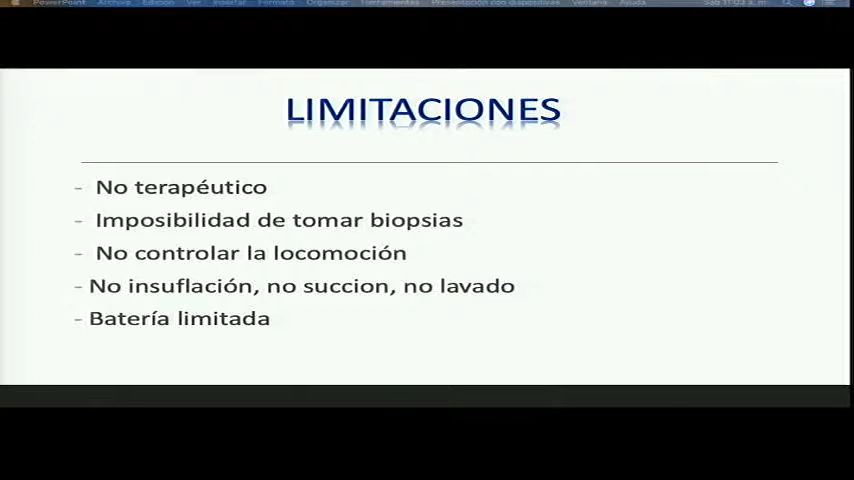 PowerPoint Archivo Edición Ver Insertar Formato Organizar Herramientas Presentación con diapositivas Ventana Ayuda
LIMITACIONES
- No terapéutico
- Imposibilidad de tomar biopsias
- No controlar la locomoción
- No insuflación, no succion, no lavado
- Batería limitada